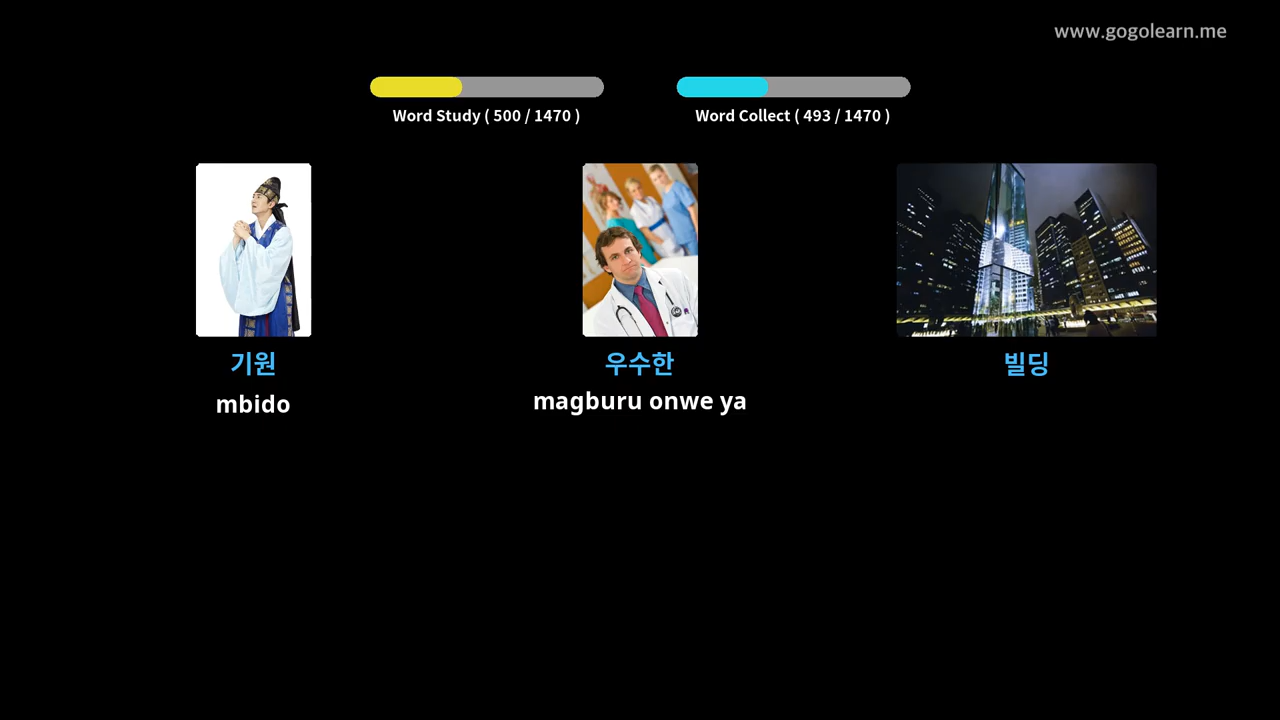 www.gogolearn.me
Word Study ( 500 / 1470 )
Word Collect ( 493 / 1470 )
기원
우수한
빌딩
mbido
magburu onwe ya